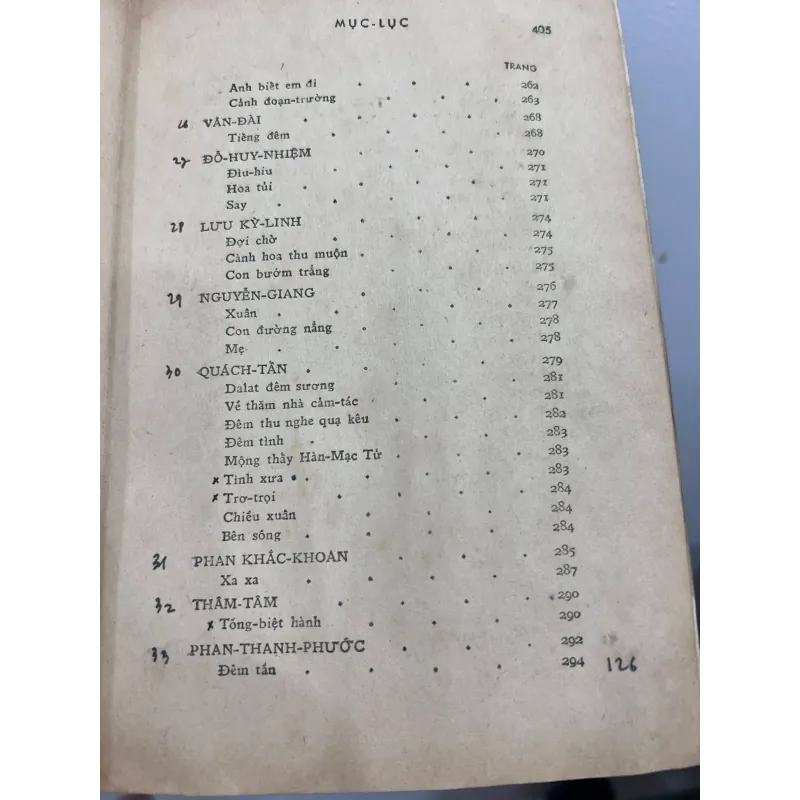 MỤC-LỤC 405
TRANG
Anh biết em đi . . . . 262
Cảnh đoạn-trường . . . 263
26 VÂN-ĐÀI . . . . 268
Tiếng đêm . . . . 268
27 ĐỖ-HUY-NHIỆM . . . 270
Đìu-hiu . . . . 271
Hoa tủi . . . . 271
Say . . . . . 271
28 LƯU KỲ-LINH . . . 274
Đợi chờ . . . . 274
Cành hoa thu muộn . . . 275
Con bướm trắng . . . 275
29 NGUYỄN-GIANG . . . 276
Xuân . . . . . 277
Con đường nắng . . . 278
Mẹ . . . . . 278
30 QUÁCH-TẤN . . . . 279
Dalat đêm sương . . . 281
Về thăm nhà cảm-tác . . . 281
Đêm thu nghe quạ kêu . . . 282
Đêm tình . . . . 283
Mộng thấy Hàn-Mạc Tử . . . 283
x Tình xưa . . . . 283
x Trơ-trọi . . . . 284
Chiều xuân . . . . 284
Bên sông . . . . 284
31 PHAN KHẮC-KHOAN . . . 285
Xa xa . . . . 287
32 THÂM-TÂM . . . . 290
x Tống-biệt hành . . . 290
33 PHAN-THANH-PHƯỚC . . . 292
Đêm tần . . . . 294 126